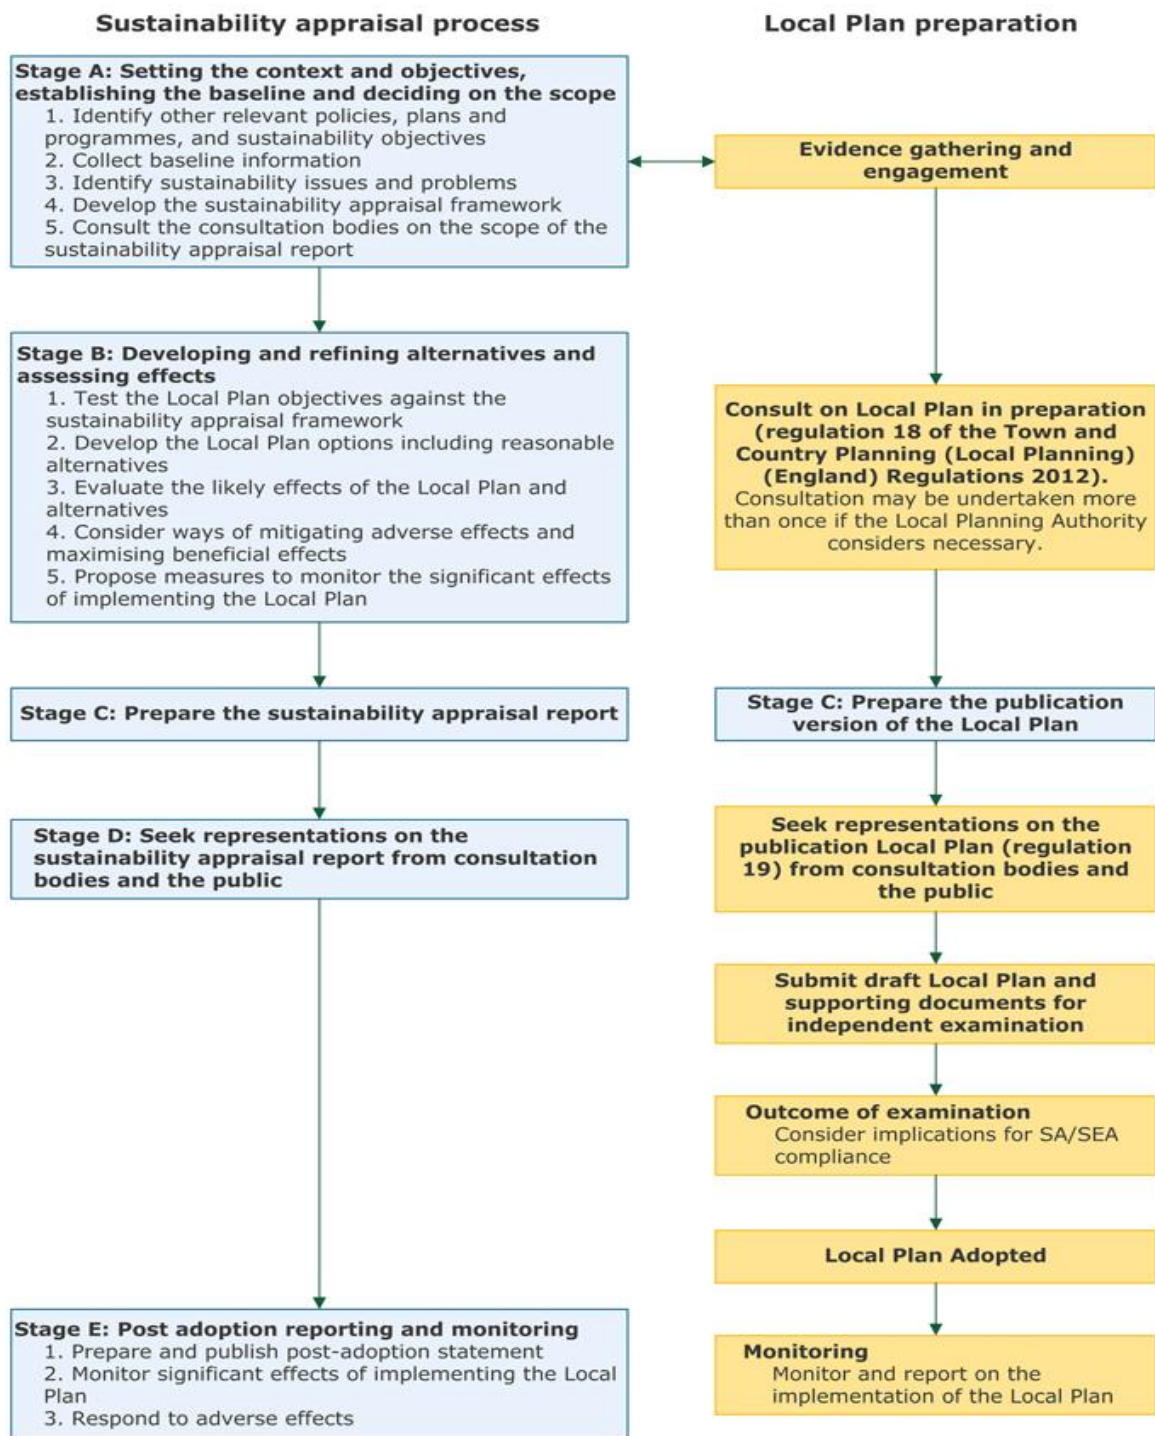 Sustainability appraisal process
Local Plan preparation
Stage A: Setting the context and objectives,
establishing the baseline and deciding on the scope
1. Identify other relevant policies, plans and
programmes, and sustainability objectives
2. Collect baseline information
3. Identify sustainability issues and problems
4. Develop the sustainability appraisal framework
5. Consult the consultation bodies on the scope of the
sustainability appraisal report
Evidence gathering and
engagement
Stage B: Developing and refining alternatives and
assessing effects
1. Test the Local Plan objectives against the
sustainability appraisal framework
2. Develop the Local Plan options including reasonable
alternatives
3. Evaluate the likely effects of the Local Plan and
alternatives
4. Consider ways of mitigating adverse effects and
maximising beneficial effects
5. Propose measures to monitor the significant effects
of implementing the Local Plan
Consult on Local Plan in preparation
(regulation 18 of the Town and
Country Planning (Local Planning)
(England) Regulations 2012).
Consultation may be undertaken more
than once if the Local Planning Authority
considers necessary.
Stage C: Prepare the sustainability appraisal report
Stage C: Prepare the publication
version of the Local Plan
Stage D: Seek representations on the
sustainability appraisal report from consultation
bodies and the public
Seek representations on the
publication Local Plan (regulation
19) from consultation bodies and
the public
Submit draft Local Plan and
supporting documents for
independent examination
Outcome of examination
Consider implications for SA/SEA
compliance
Local Plan Adopted
Stage E: Post adoption reporting and monitoring
1. Prepare and publish post-adoption statement
2. Monitor significant effects of implementing the Local
Plan
3. Respond to adverse effects
Monitoring
Monitor and report on the
implementation of the Local Plan